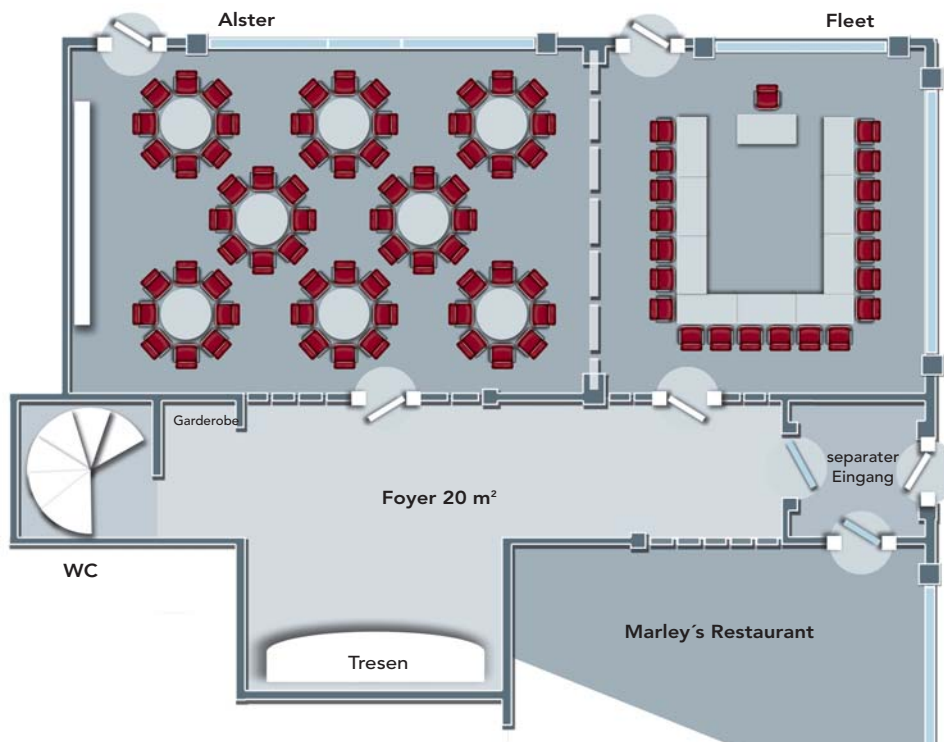 Alster
Fleet
Garderobe
separater
Eingang
Foyer 20 m²
WC
Marley´s Restaurant
Tresen